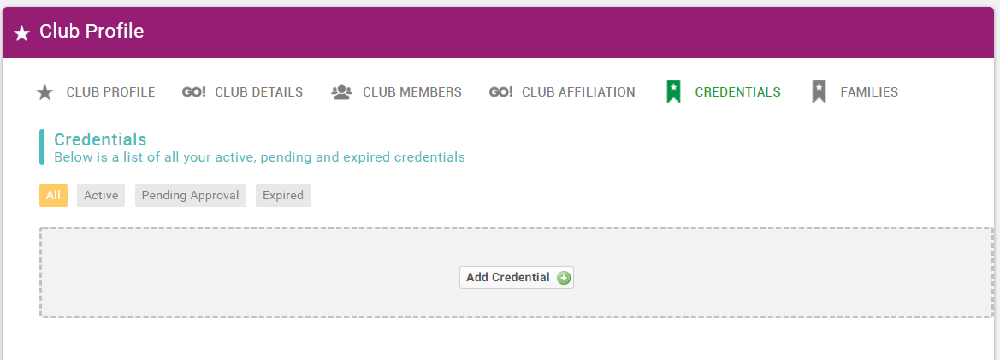 Club Profile
CLUB PROFILE GO! CLUB DETAILS CLUB MEMBERS GO! CLUB AFFILIATION CREDENTIALS FAMILIES
Credentials
Below is a list of all your active, pending and expired credentials
All Active Pending Approval Expired
Add Credential